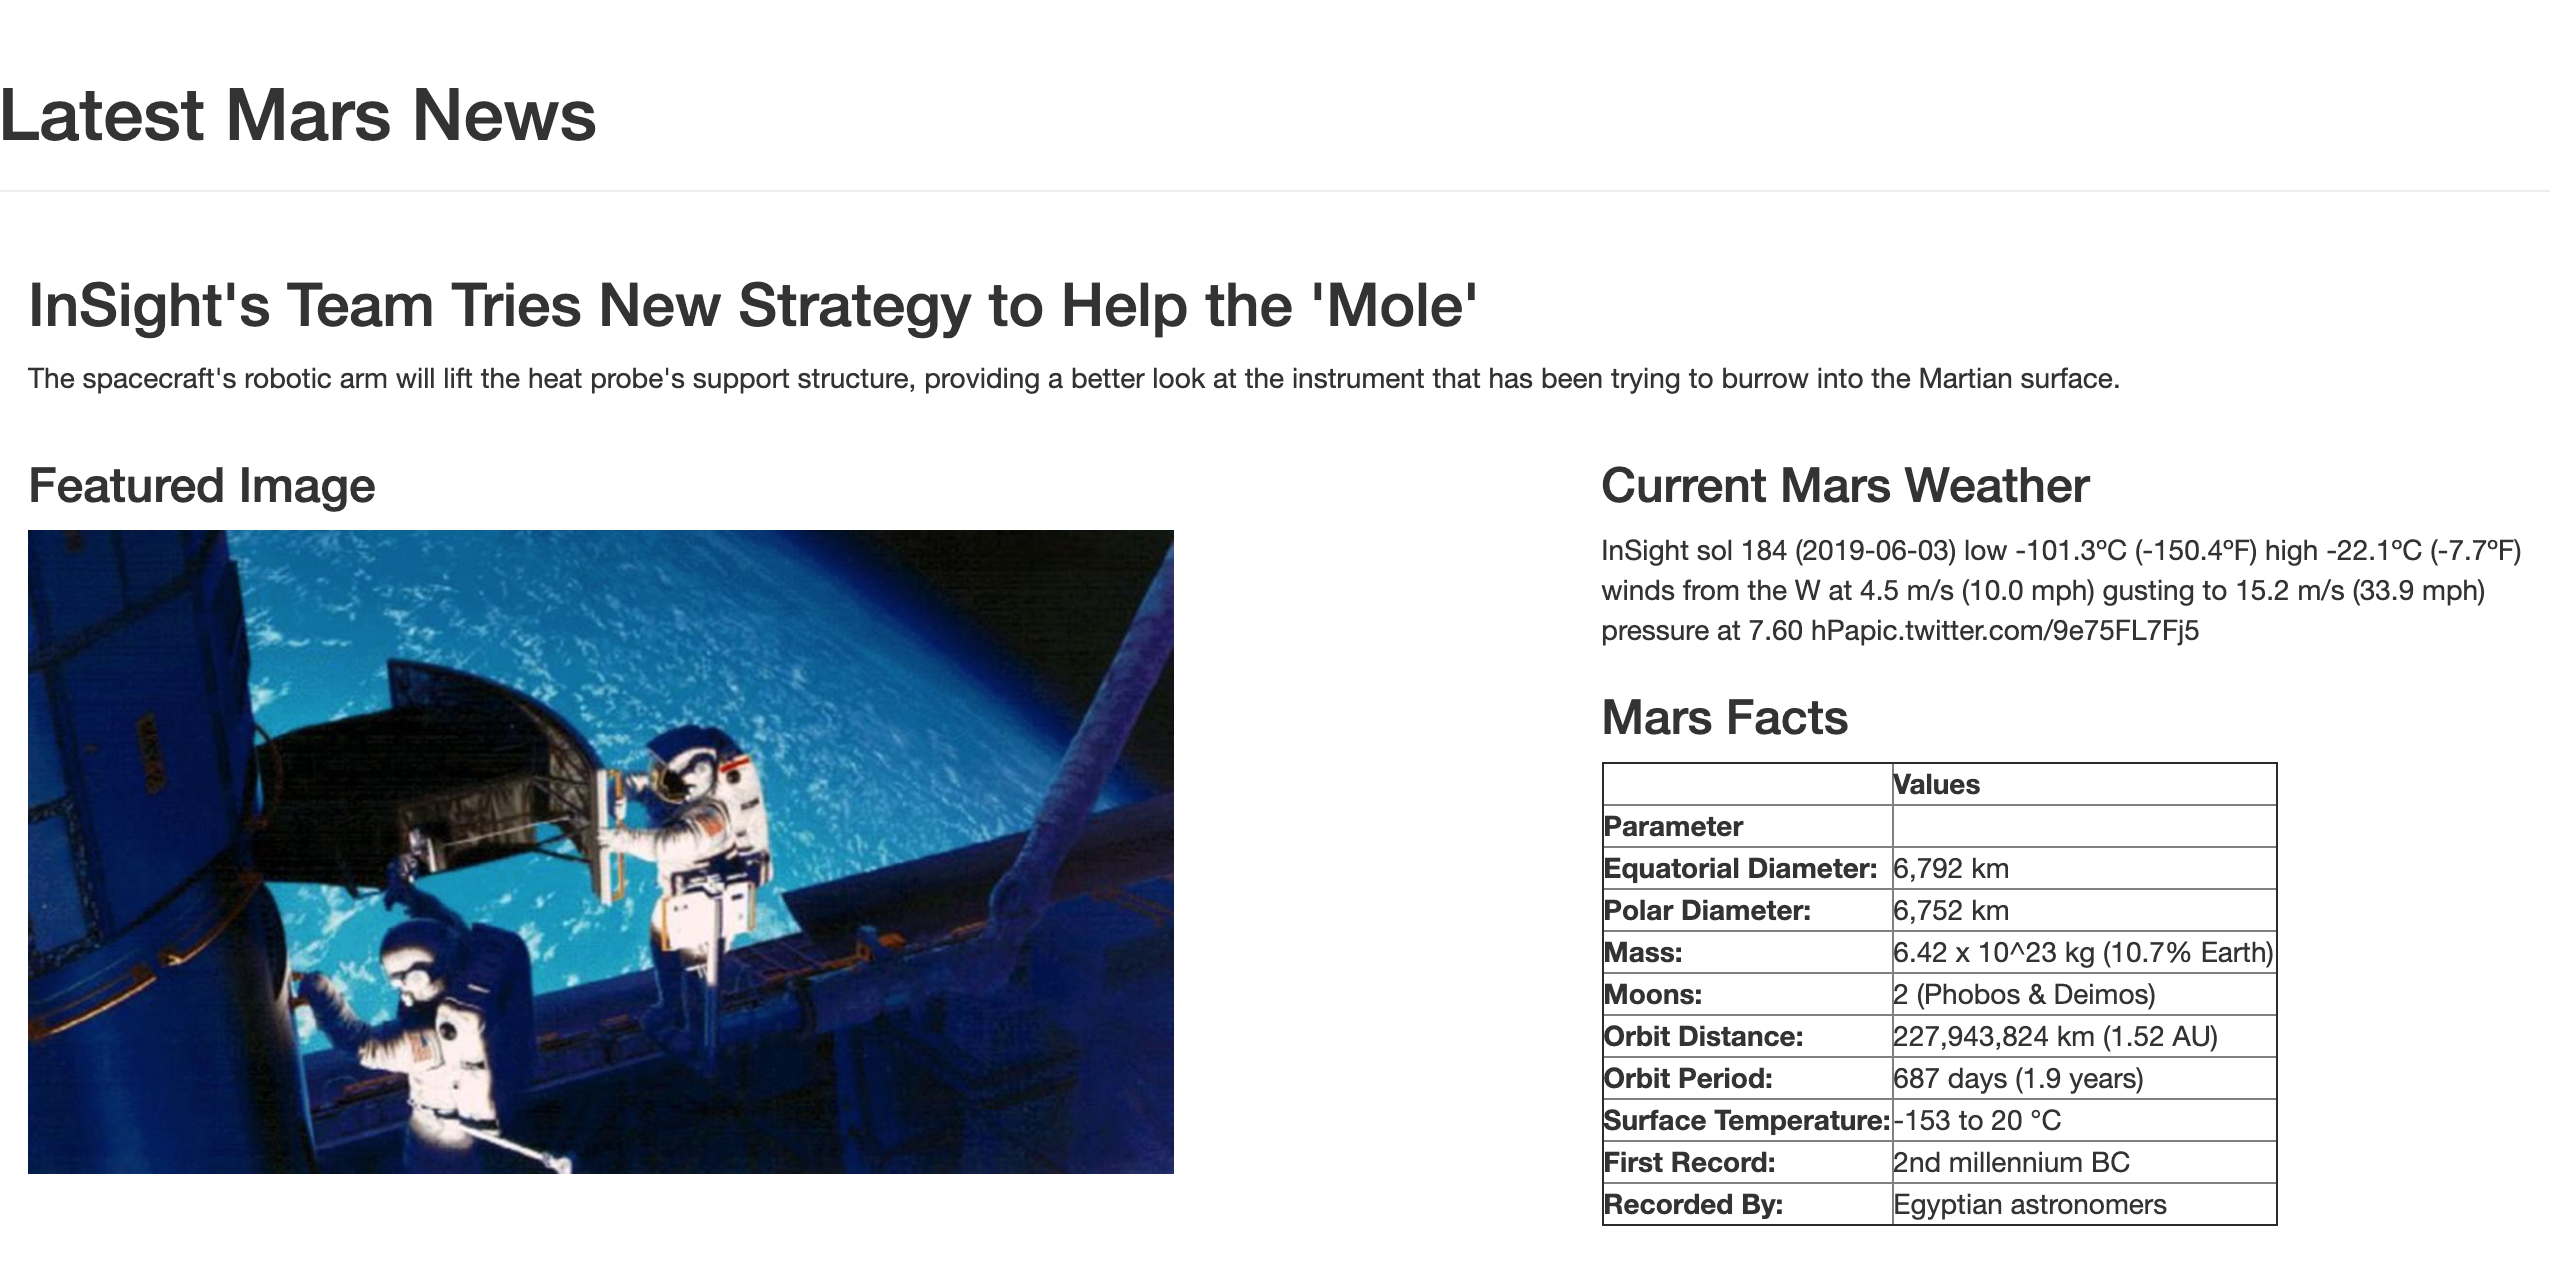 Latest Mars News
InSight's Team Tries New Strategy to Help the 'Mole'
The spacecraft's robotic arm will lift the heat probe's support structure, providing a better look at the instrument that has been trying to burrow into the Martian surface.
Featured Image
Current Mars Weather
InSight sol 184 (2019-06-03) low -101.3ºC (-150.4ºF) high -22.1ºC (-7.7ºF)
winds from the W at 4.5 m/s (10.0 mph) gusting to 15.2 m/s (33.9 mph)
pressure at 7.60 hPapic.twitter.com/9e75FL7Fj5
Mars Facts
Values
Parameter
Equatorial Diameter: 6,792 km
Polar Diameter: 6,752 km
Mass: 6.42 x 10^23 kg (10.7% Earth)
Moons: 2 (Phobos & Deimos)
Orbit Distance: 227,943,824 km (1.52 AU)
Orbit Period: 687 days (1.9 years)
Surface Temperature: -153 to 20 °C
First Record: 2nd millennium BC
Recorded By: Egyptian astronomers